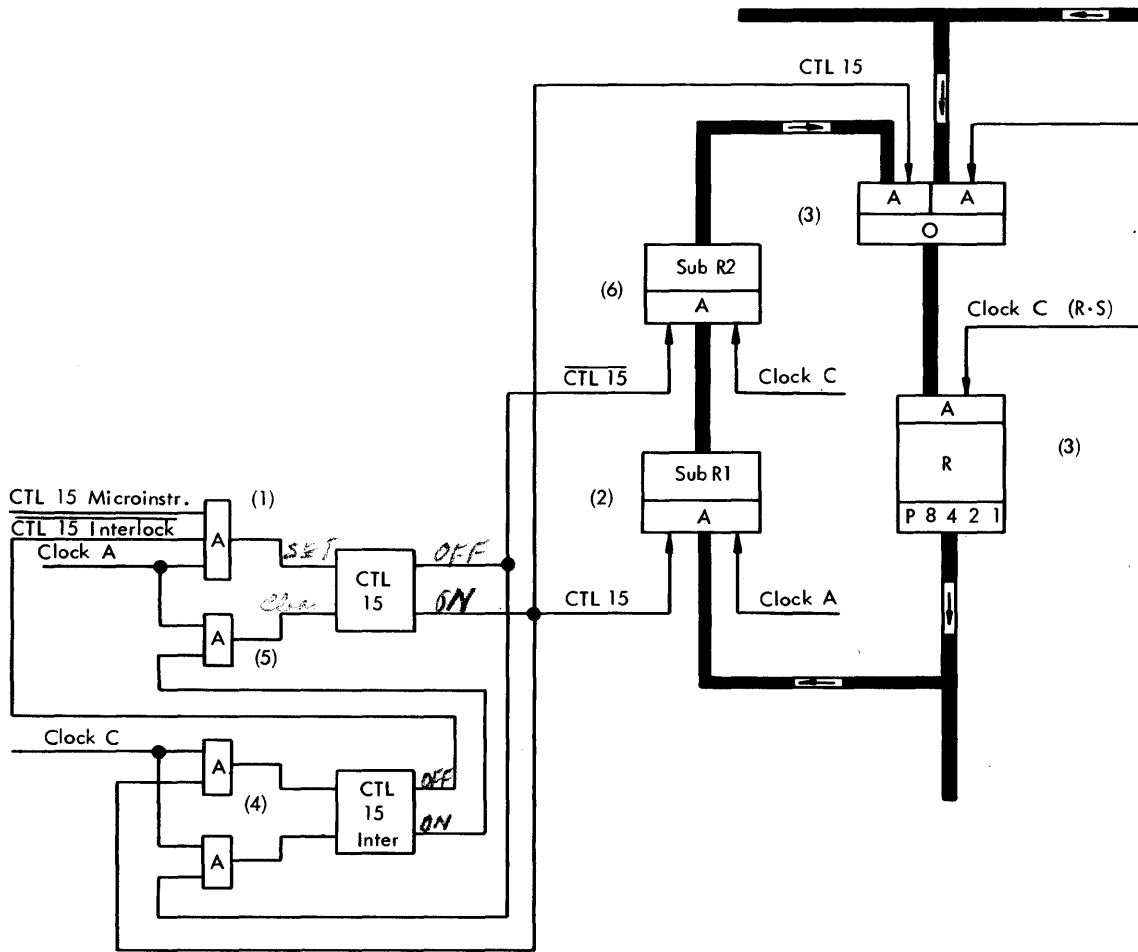 CTL 15
A A
(3)
O
Sub R2
(6)
A
Clock C (R·S)
CTL 15
Clock C
A
R
(3)
P 8 4 2 1
Sub R1
(2)
A
CTL 15 Microinstr.
(1)
CTL 15 Interlock
A
Clock A
SET
OFF
CTL
15
ON
CTL 15
Clock A
A
(5)
Clock C
A
OFF
(4)
CTL
15
Inter
ON
A